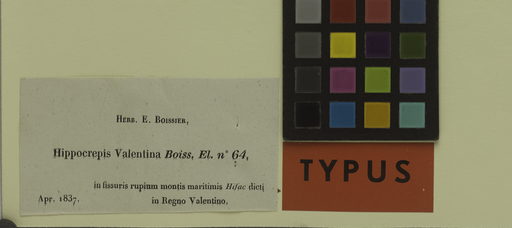 Herb. E. Boissier,
Hippocrepis Valentina Boiss, El. n° 64,
in fissuris rupium montis maritimis Hifac dicti
Apr. 1837. in Regno Valentino.
TYPUS